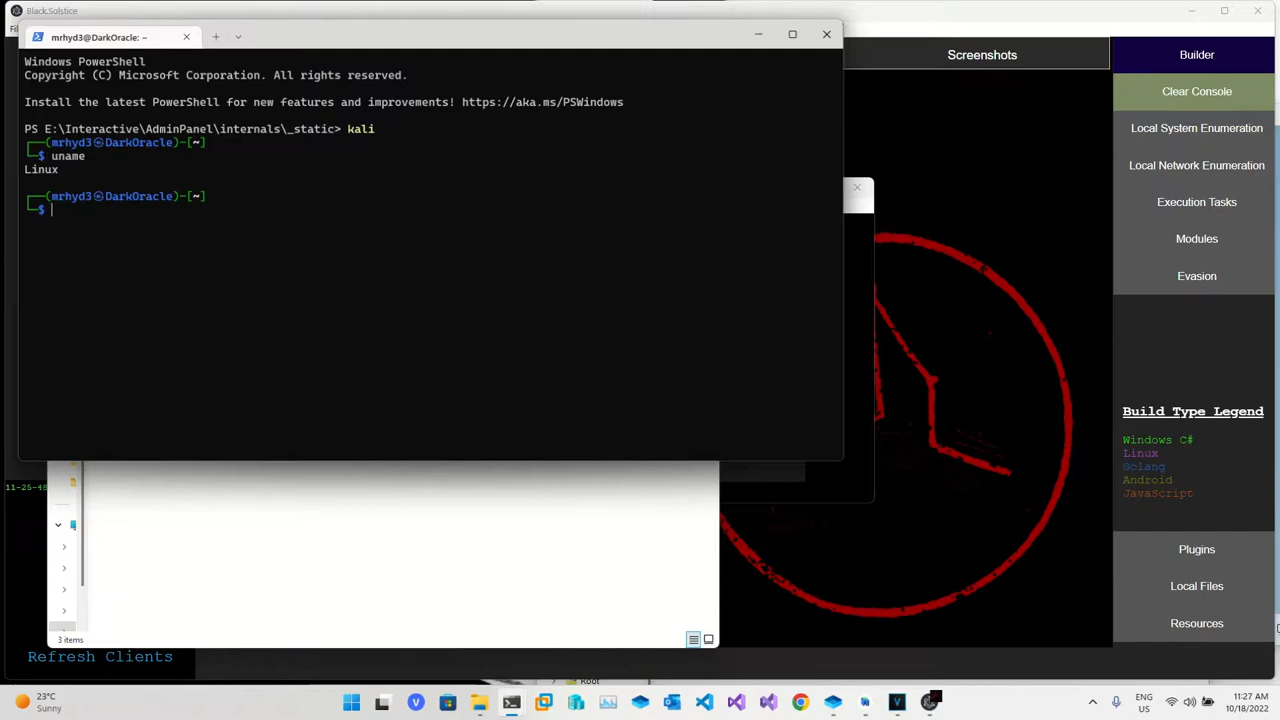 Black.Solstice
mrhyd3@DarkOracle: ~
Windows PowerShell
Copyright (C) Microsoft Corporation. All rights reserved.
Install the latest PowerShell for new features and improvements! https://aka.ms/PSWindows
PS E:\Interactive\AdminPanel\internals\_static> kali
┌──(mrhyd3㉿DarkOracle)-[~]
└─$ uname
Linux
┌──(mrhyd3㉿DarkOracle)-[~]
└─$
Screenshots
Builder
Clear Console
Local System Enumeration
Local Network Enumeration
Execution Tasks
Modules
Evasion
Build Type Legend
Windows C#
Linux
Golang
Android
JavaScript
Plugins
Local Files
Resources
11-25-48
3 items
Refresh Clients
Root
23°C
Sunny
ENG
US
11:27 AM
10/18/2022